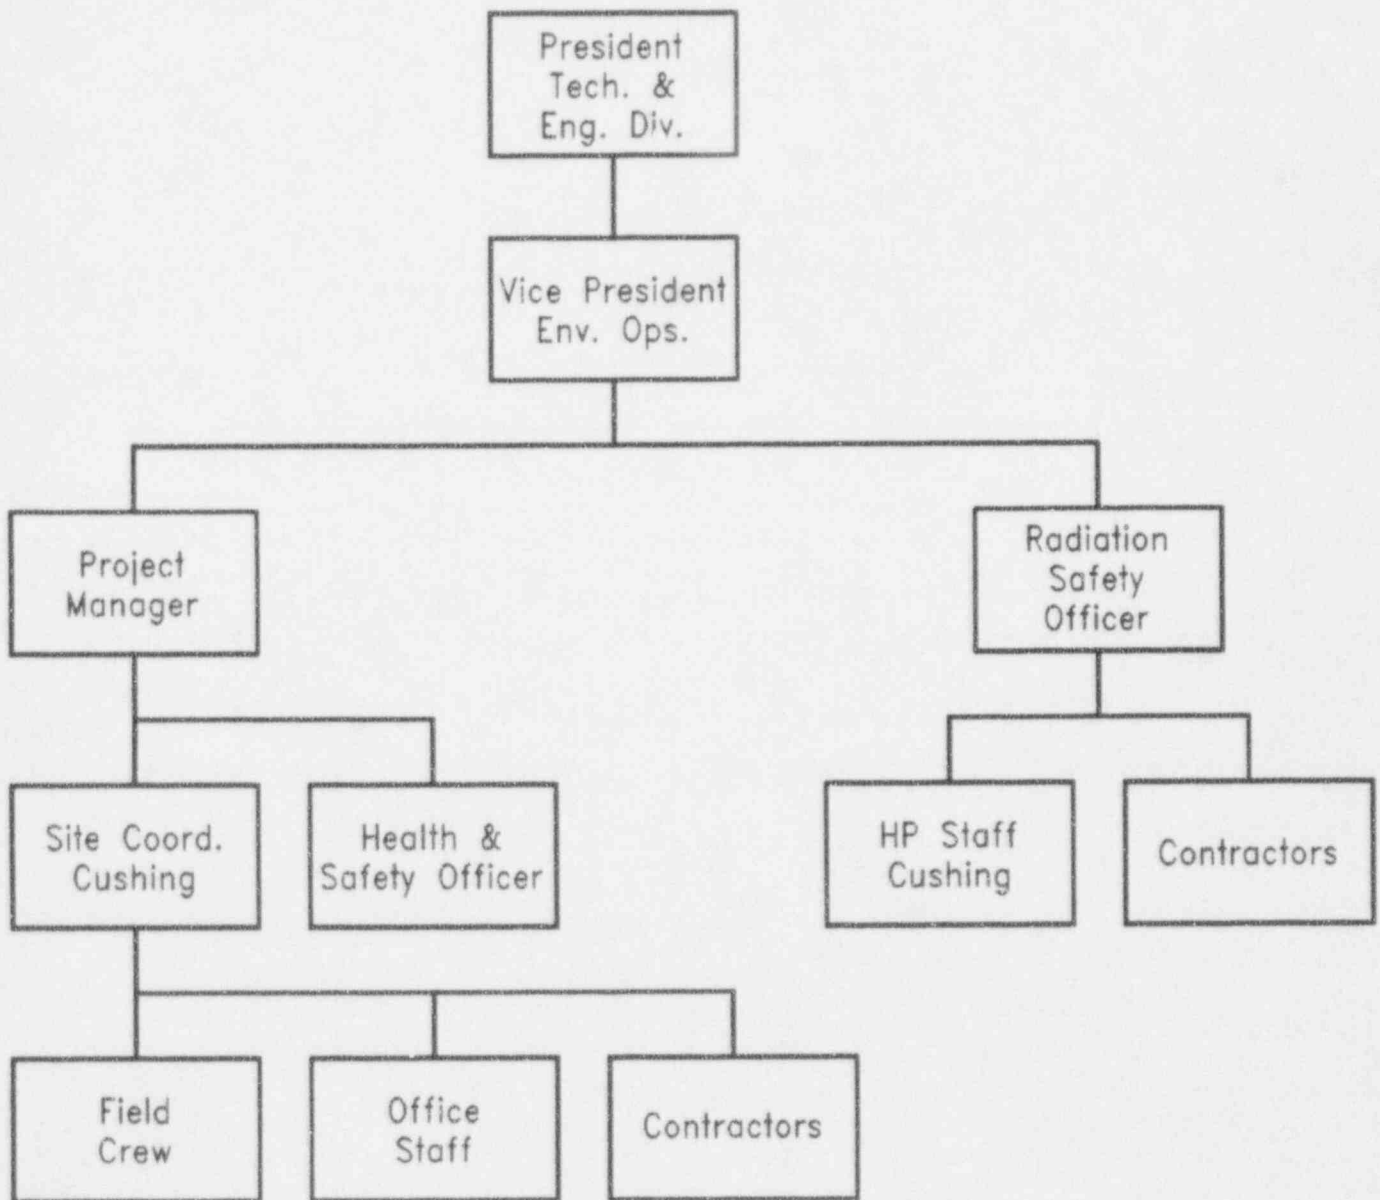 President
Tech. &
Eng. Div.
Vice President
Env. Ops.
Project
Manager
Radiation
Safety
Officer
Site Coord.
Cushing
Health &
Safety Officer
HP Staff
Cushing
Contractors
Field
Crew
Office
Staff
Contractors